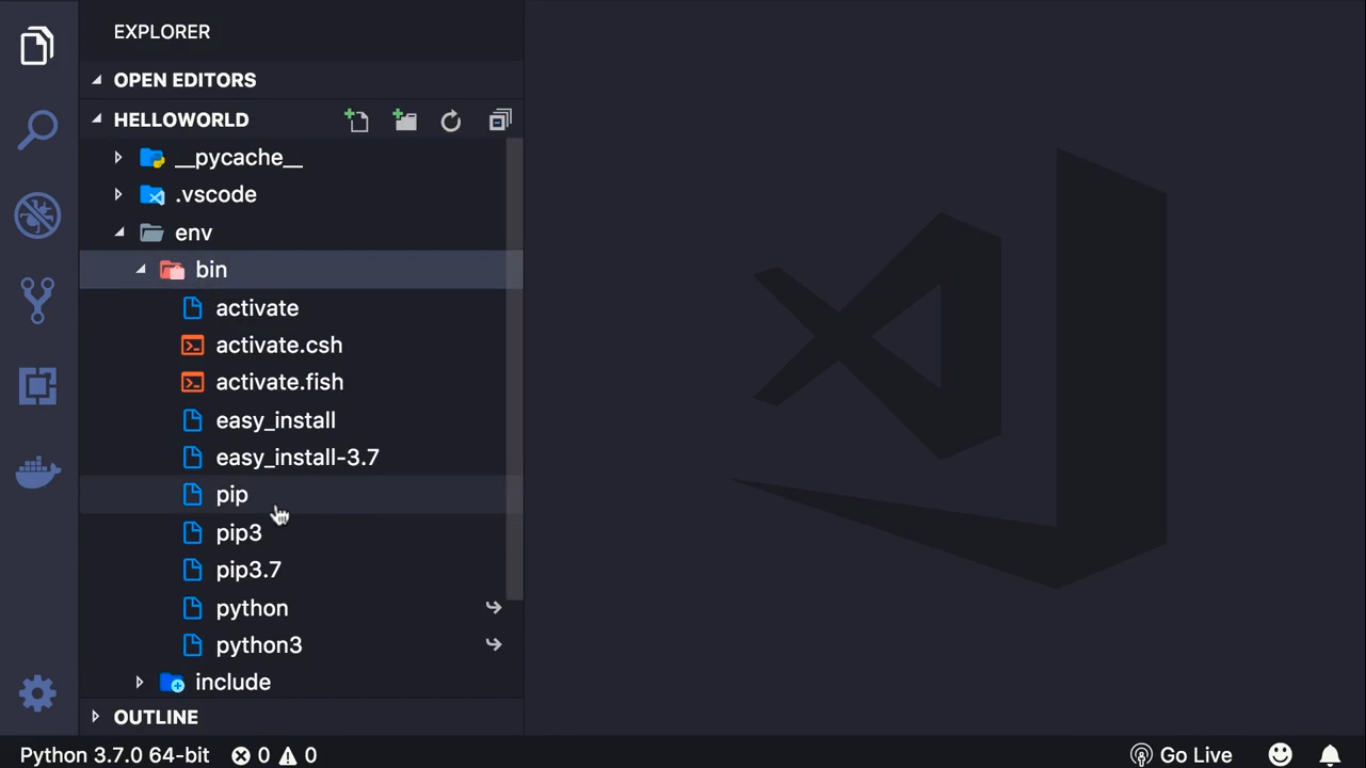 EXPLORER
OPEN EDITORS
HELLOWORLD
__pycache__
.vscode
env
bin
activate
activate.csh
activate.fish
easy_install
easy_install-3.7
pip
pip3
pip3.7
python
python3
include
OUTLINE
Python 3.7.0 64-bit 0 0 Go Live